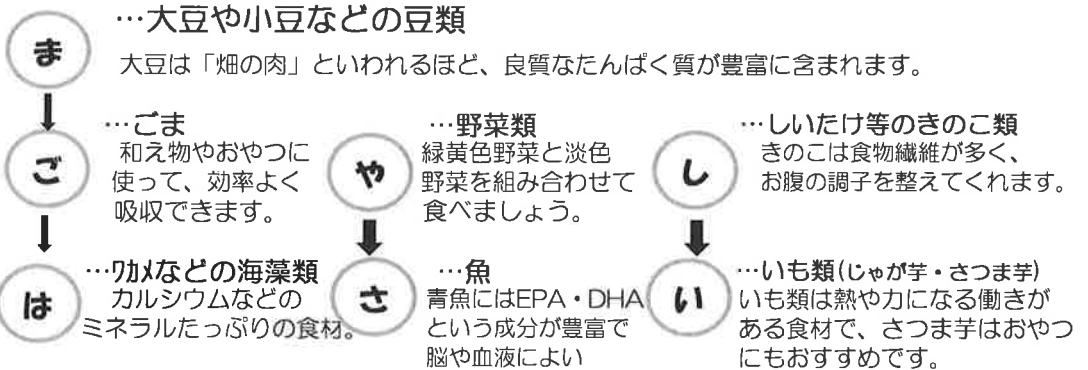 ま
…大豆や小豆などの豆類
大豆は「畑の肉」といわれるほど、良質なたんぱく質が豊富に含まれます。
ご
…ごま
和え物やおやつに
使って、効率よく
吸収できます。
は
…ワカメなどの海藻類
カルシウムなどの
ミネラルたっぷりの食材。
や
…野菜類
緑黄色野菜と淡色
野菜を組み合わせて
食べましょう。
さ
…魚
青魚にはEPA・DHA
という成分が豊富で
脳や血液によい
し
…しいたけ等のきのこ類
きのこは食物繊維が多く、
お腹の調子を整えてくれます。
い
…いも類(じゃが芋・さつま芋)
いも類は熱や力になる働きが
ある食材で、さつま芋はおやつ
にもおすすめです。